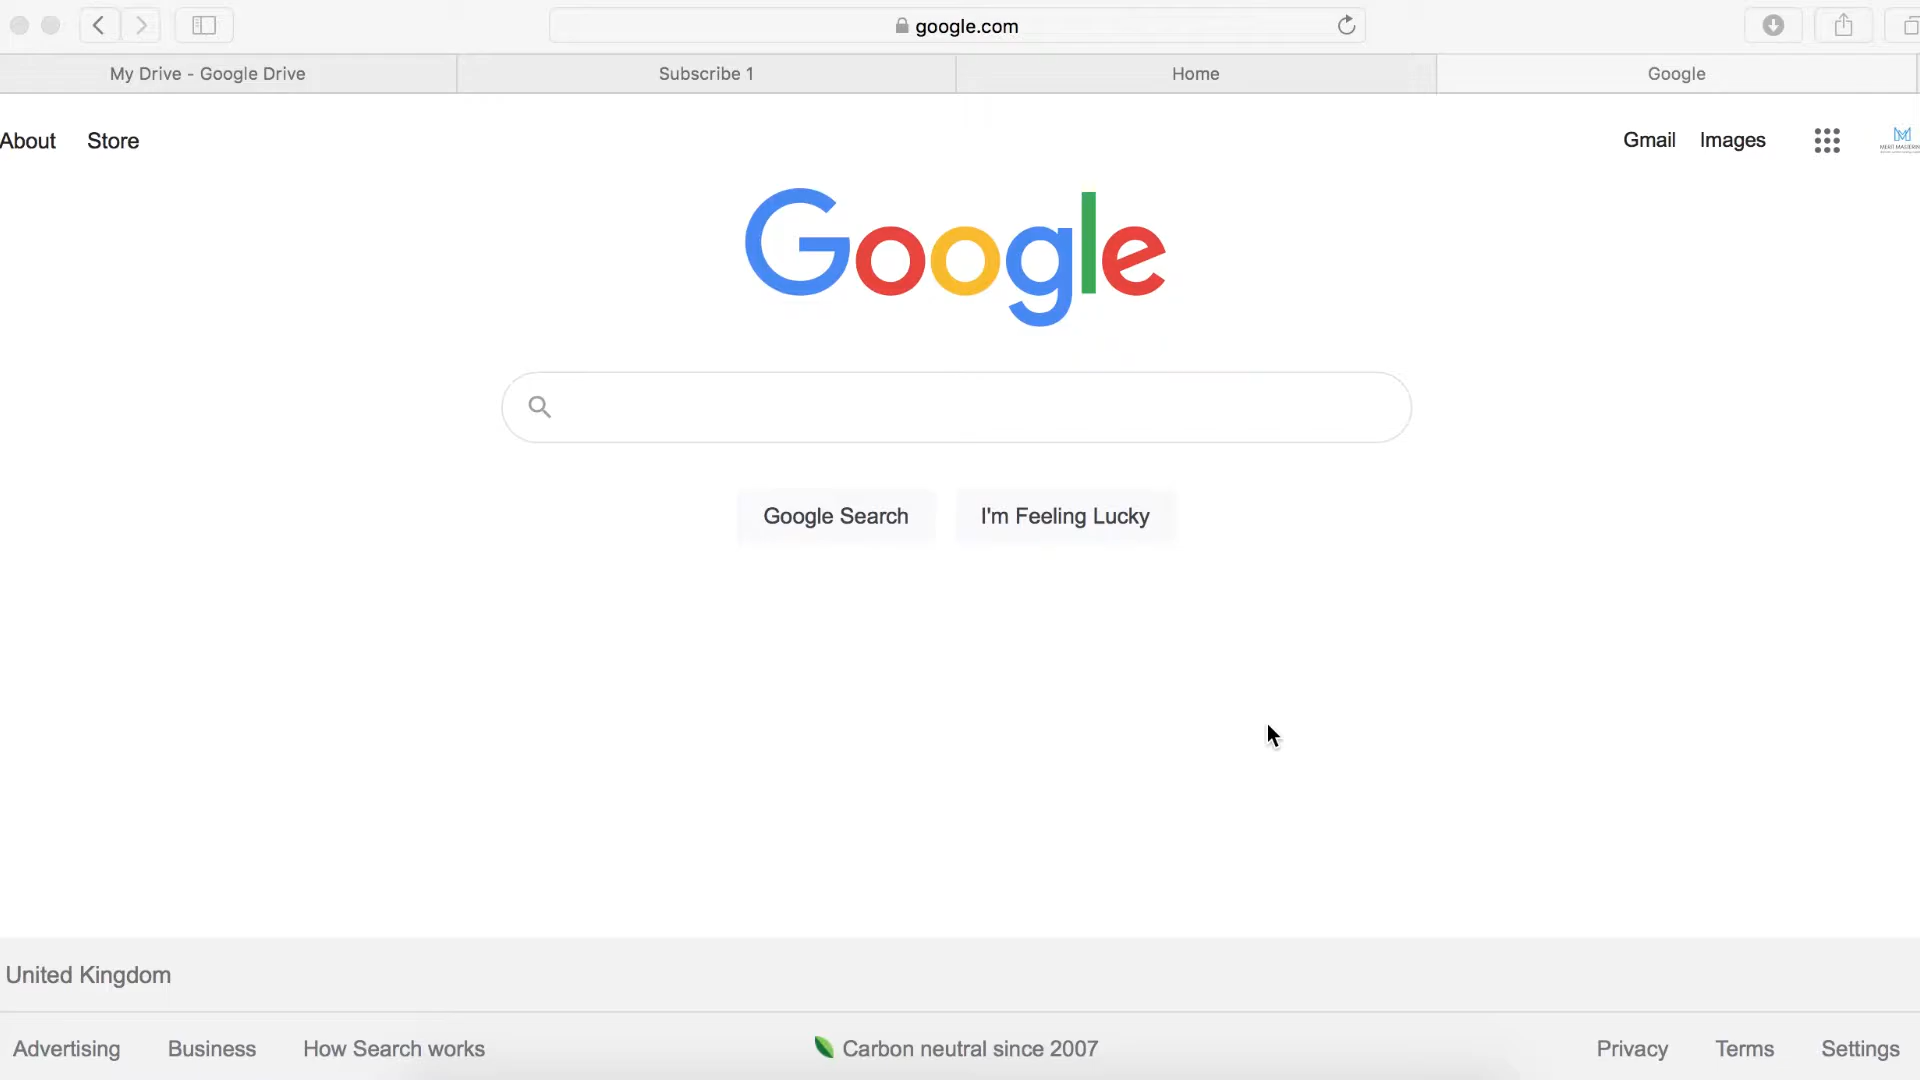 google.com
My Drive - Google Drive
Subscribe 1
Home
Google
About
Store
Gmail
Images
Google
Google Search
I'm Feeling Lucky
United Kingdom
Advertising
Business
How Search works
Carbon neutral since 2007
Privacy
Terms
Settings